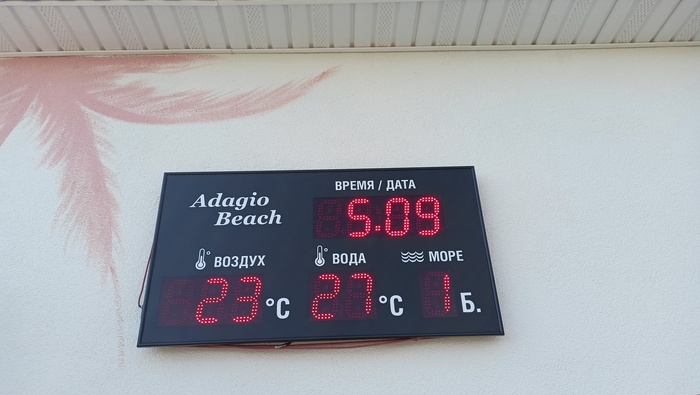 Adagio
Beach
ВРЕМЯ / ДАТА
5.09
ВОЗДУХ
ВОДА
МОРЕ
23 °C
27 °C
1 Б.